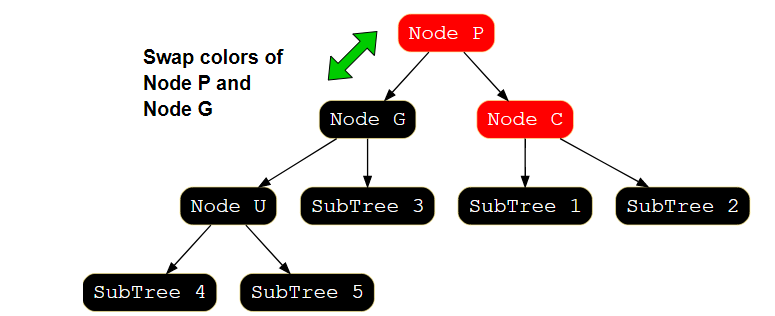 Node P
Swap colors of
Node P and
Node G
Node G
Node C
Node U
SubTree 3
SubTree 1
SubTree 2
SubTree 4
SubTree 5